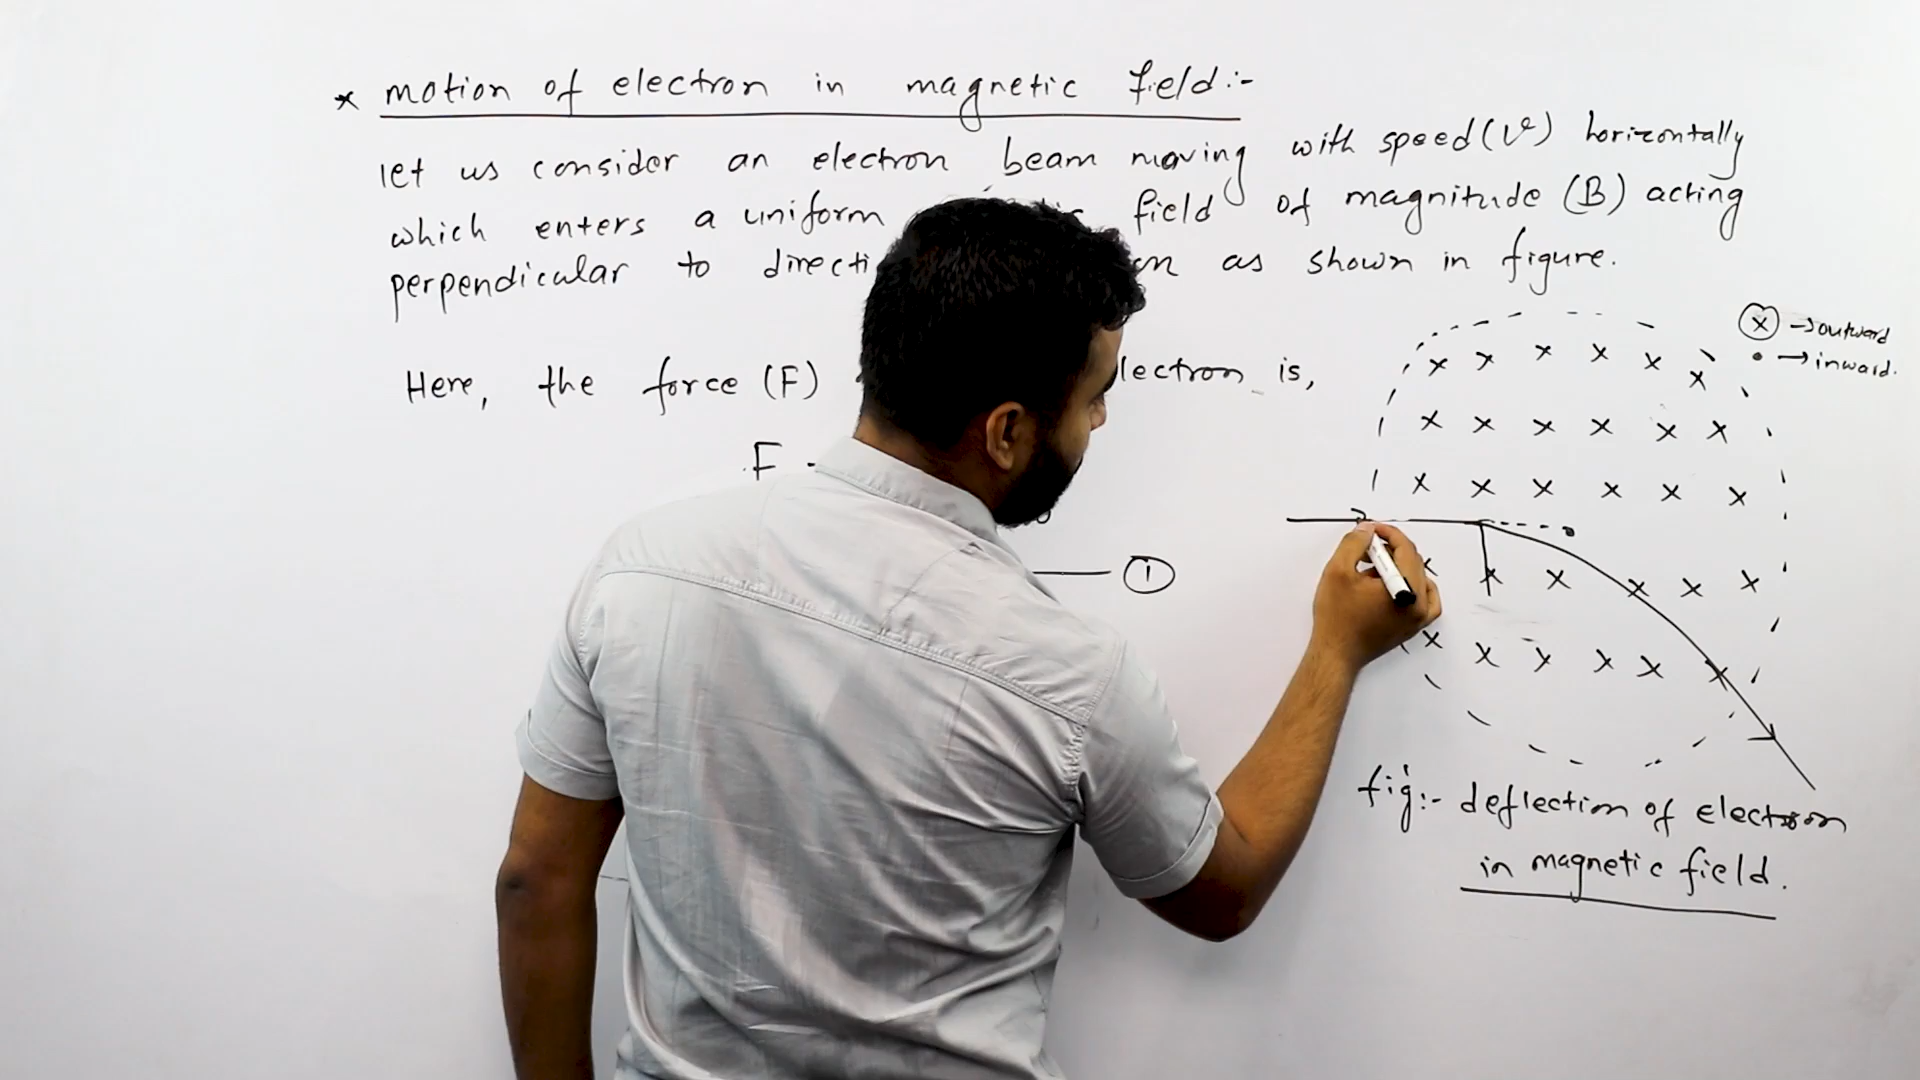 * motion of electron in magnetic field:-
let us consider an electron beam moving with speed (v) horizontally
which enters a uniform field of magnitude (B) acting
perpendicular to as shown in figure.
Here, the force (F) is,
F
①
x → outward
• → inward.
x x x x x x
x x x x x x
x x x x x x
x x x x x x
x x x x x x
fig:- deflection of electron
in magnetic field.